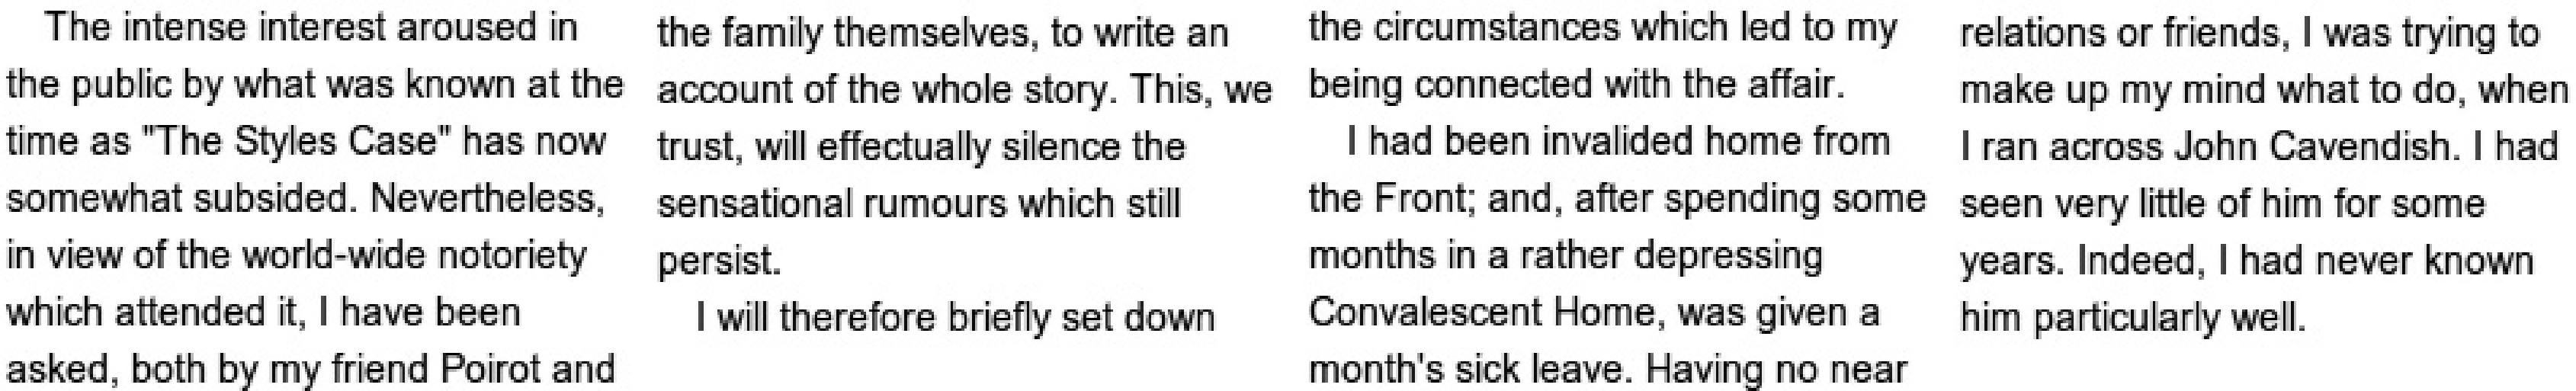 The intense interest aroused in
the public by what was known at the
time as "The Styles Case" has now
somewhat subsided. Nevertheless,
in view of the world-wide notoriety
which attended it, I have been
asked, both by my friend Poirot and
the family themselves, to write an
account of the whole story. This, we
trust, will effectually silence the
sensational rumours which still
persist.
I will therefore briefly set down
the circumstances which led to my
being connected with the affair.
I had been invalided home from
the Front; and, after spending some
months in a rather depressing
Convalescent Home, was given a
month's sick leave. Having no near
relations or friends, I was trying to
make up my mind what to do, when
I ran across John Cavendish. I had
seen very little of him for some
years. Indeed, I had never known
him particularly well.